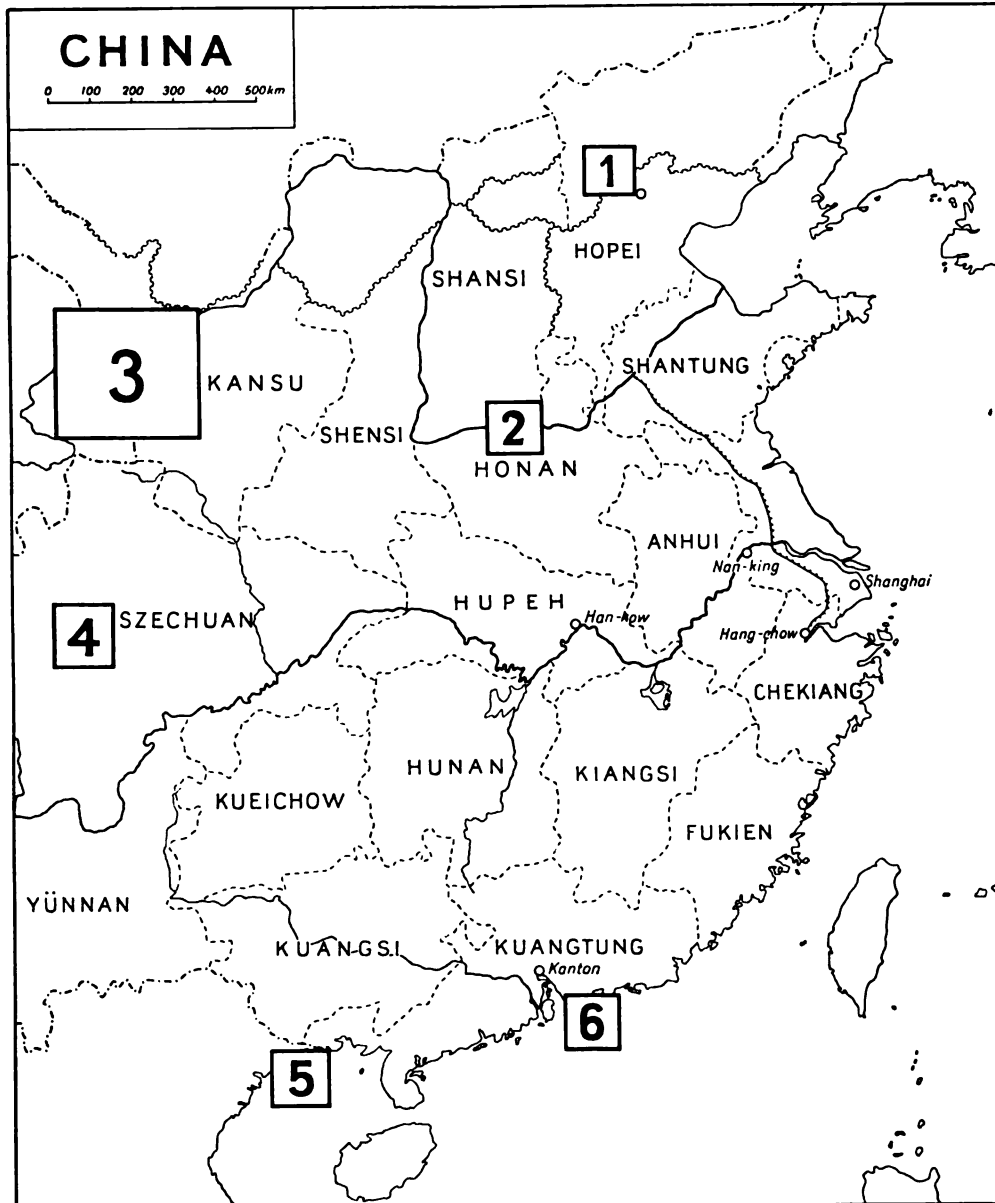 CHINA
0 100 200 300 400 500km
1
HOPEI
SHANSI
3
KANSU
SHANTUNG
SHENSI
2
HONAN
ANHUI
Nan-king
Shanghai
4
SZECHUAN
HUPEH
Han-kow
Hang-chow
CHEKIANG
HUNAN
KIANGSI
KUEICHOW
FUKIEN
YÜNNAN
KUANGSI
KUANGTUNG
Kanton
6
5